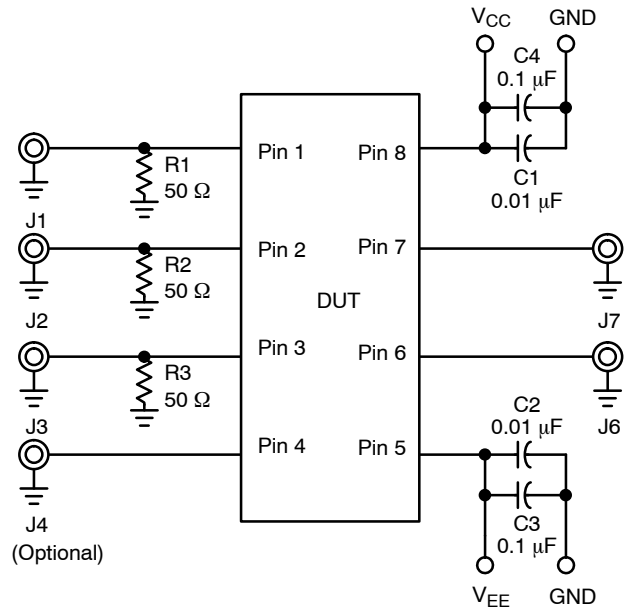 V_CC GND
C4
0.1 μF
C1
0.01 μF
J1
R1
50 Ω
Pin 1
Pin 8
J2
R2
50 Ω
Pin 2
Pin 7
J7
DUT
J3
R3
50 Ω
Pin 3
Pin 6
J6
J4
(Optional)
Pin 4
Pin 5
C2
0.01 μF
C3
0.1 μF
V_EE GND